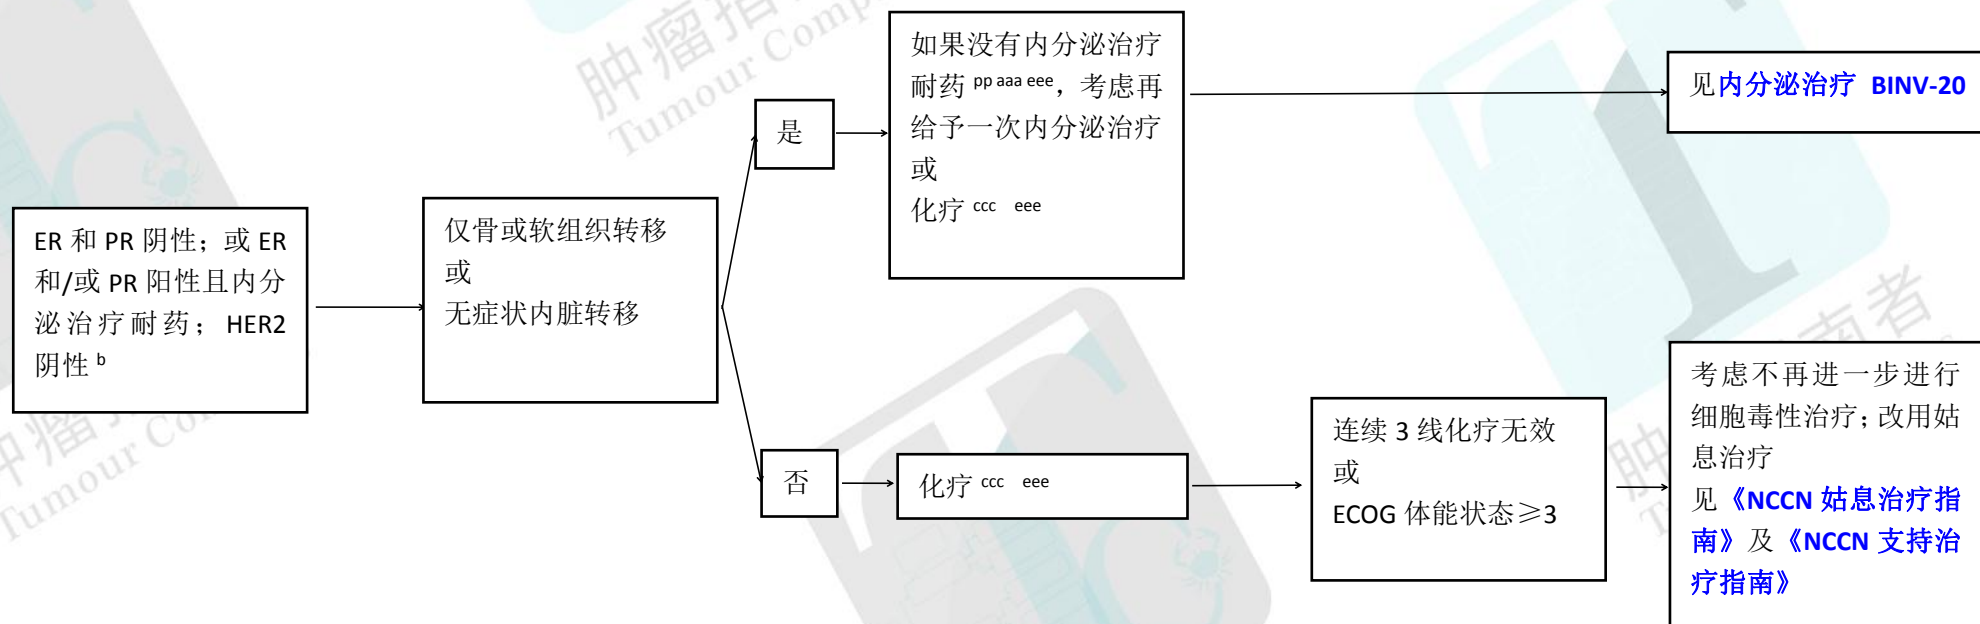 ER 和 PR 阴性；或 ER
和/或 PR 阳性且内分
泌治疗耐药；HER2
阴性 b
仅骨或软组织转移
或
无症状内脏转移
是
如果没有内分泌治疗
耐药 pp aaa eee，考虑再
给予一次内分泌治疗
或
化疗 ccc eee
见内分泌治疗 BINV-20
否
化疗 ccc eee
连续 3 线化疗无效
或
ECOG 体能状态≥3
考虑不再进一步进行
细胞毒性治疗；改用姑
息治疗
见《NCCN 姑息治疗指
南》及《NCCN 支持治
疗指南》
肿瘤指
Tumour Comp
南者
肿瘤
Tumour Co